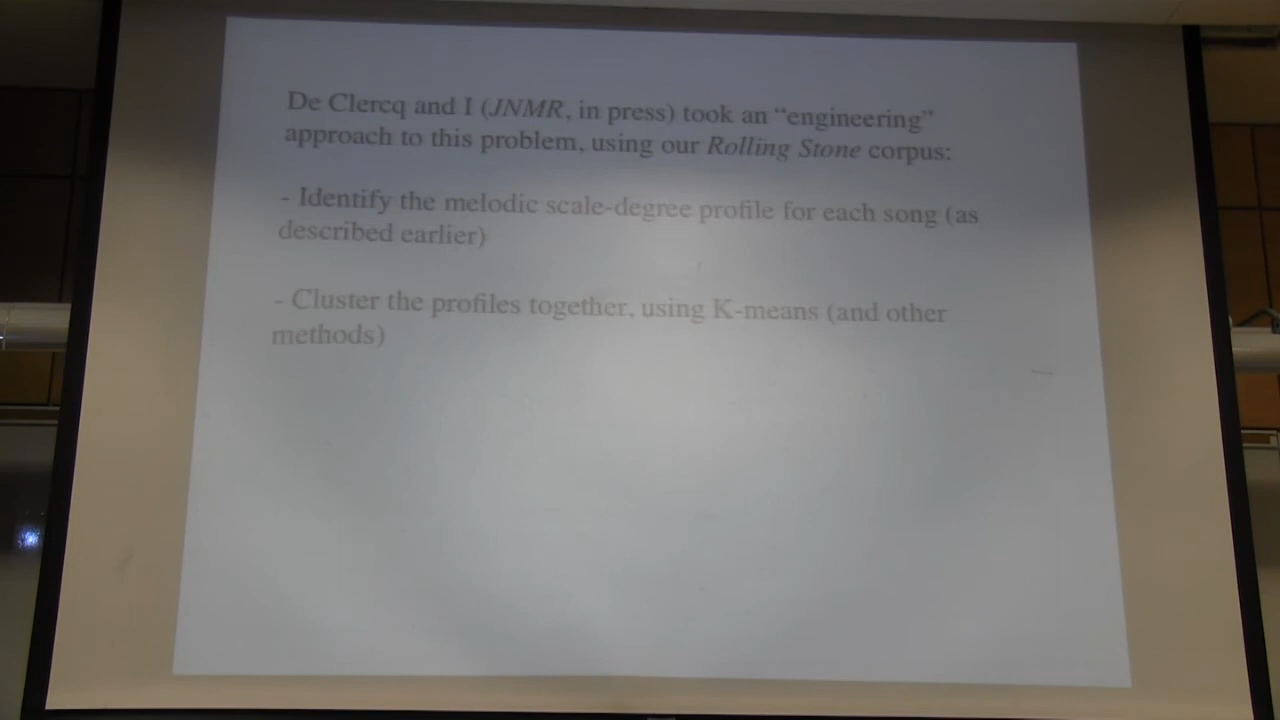 De Clercq and I (JNMR, in press) took an “engineering”
approach to this problem, using our Rolling Stone corpus:
- Identify the melodic scale-degree profile for each song (as
described earlier)
- Cluster the profiles together, using K-means (and other
methods)